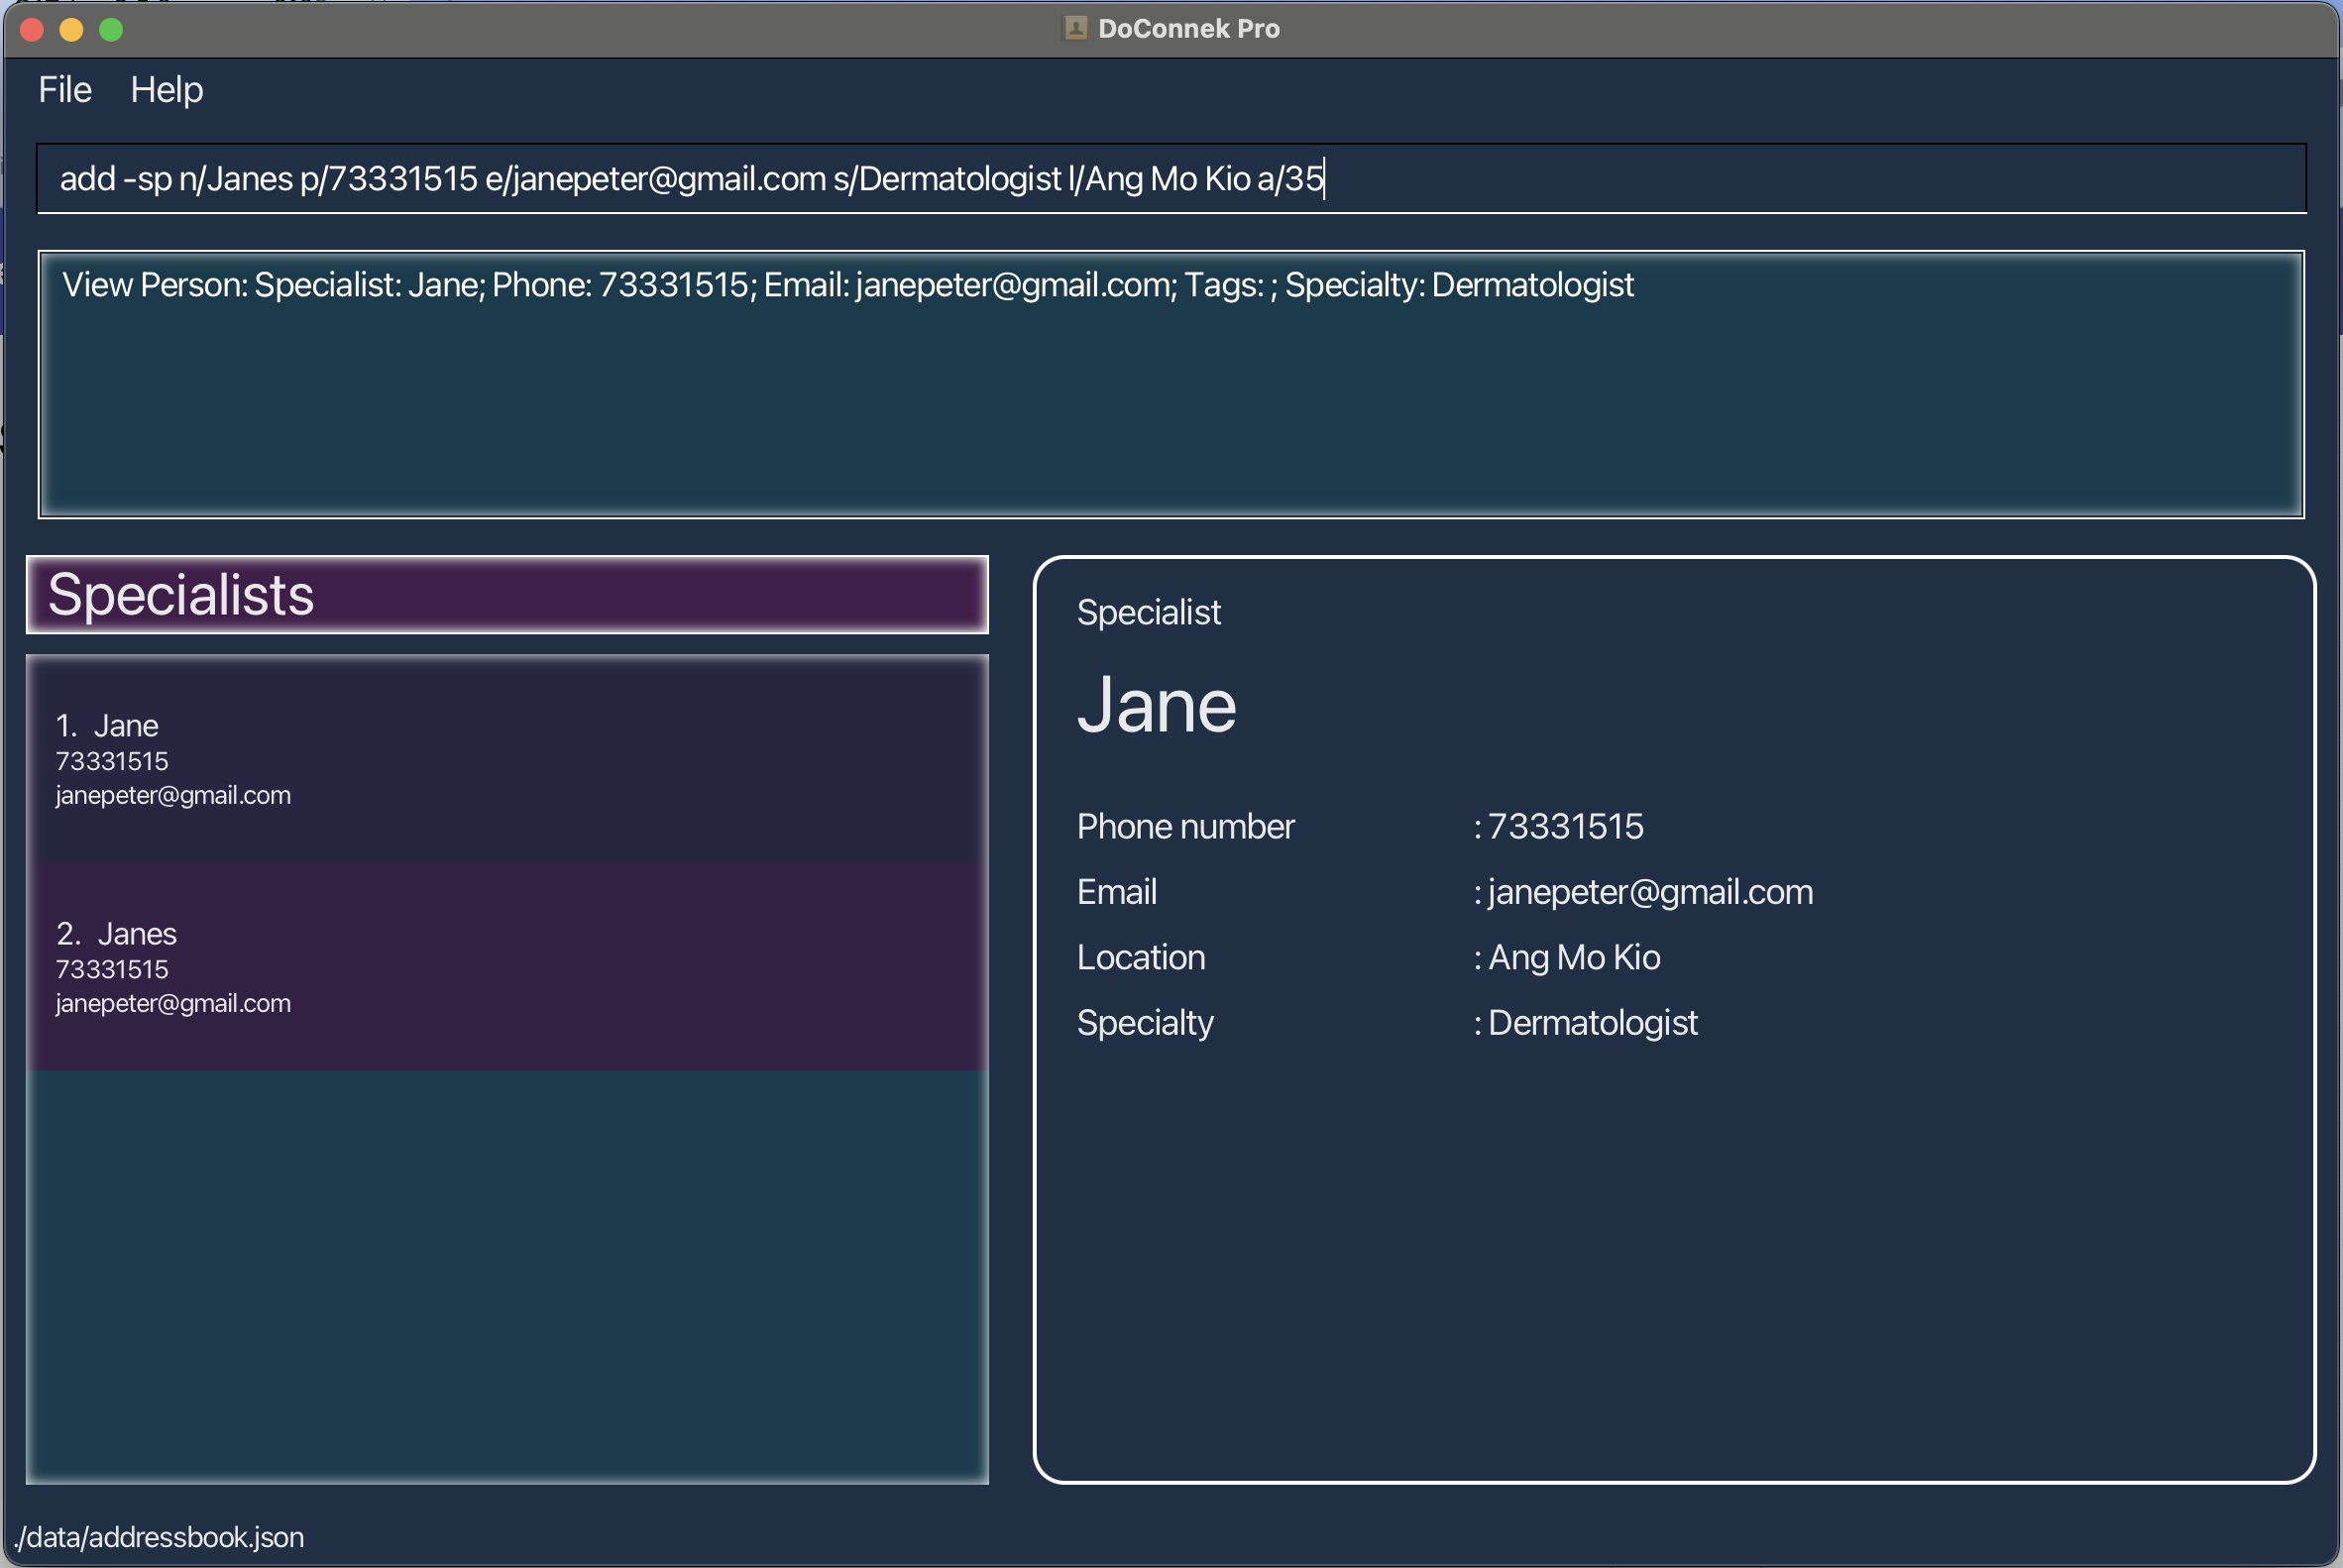 DoConnek Pro
File Help
add -sp n/Janes p/73331515 e/janepeter@gmail.com s/Dermatologist l/Ang Mo Kio a/35
View Person: Specialist: Jane; Phone: 73331515; Email: janepeter@gmail.com; Tags: ; Specialty: Dermatologist
Specialists
1. Jane
73331515
janepeter@gmail.com
2. Janes
73331515
janepeter@gmail.com
Specialist
Jane
Phone number : 73331515
Email : janepeter@gmail.com
Location : Ang Mo Kio
Specialty : Dermatologist
./data/addressbook.json